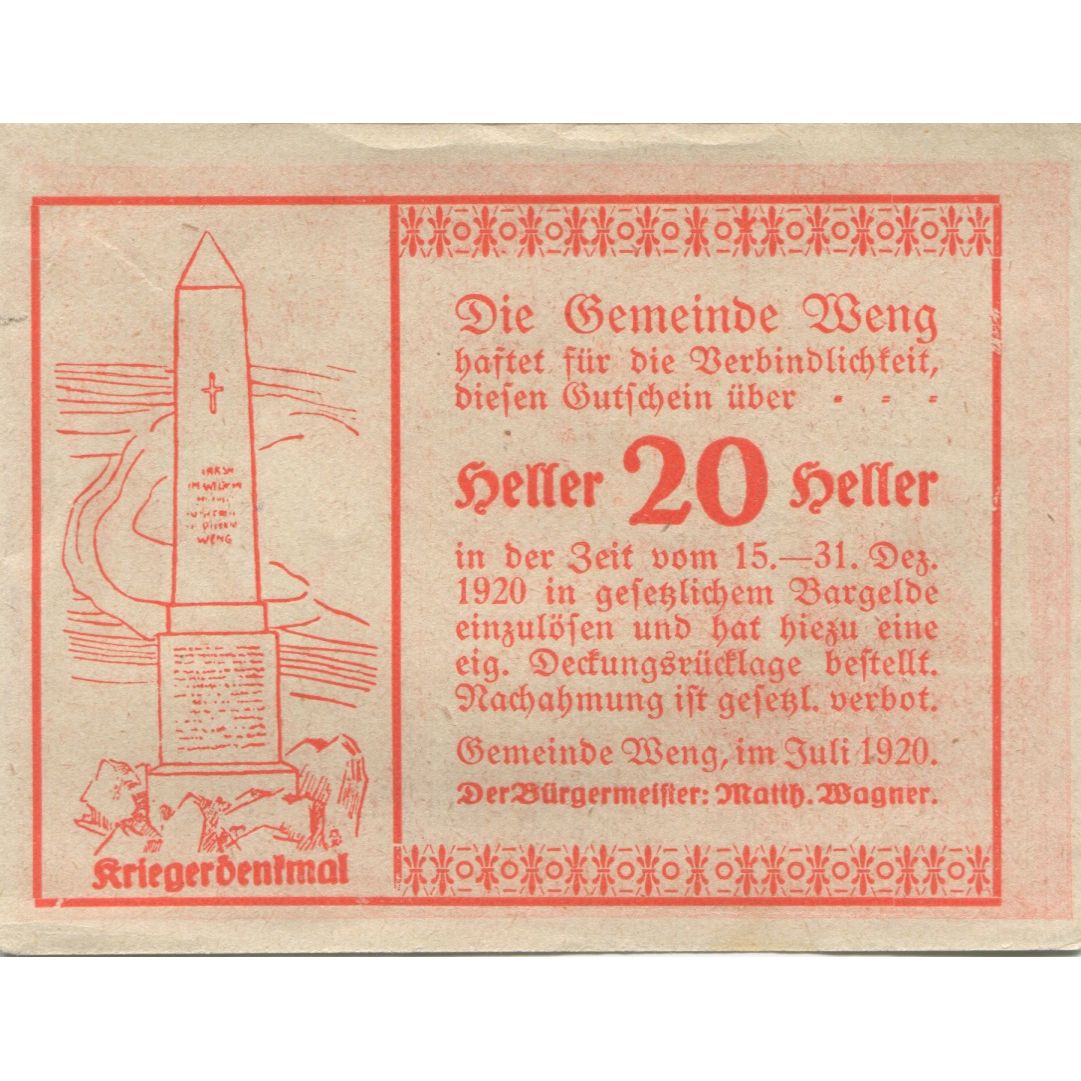 Die Gemeinde Weng
haftet für die Verbindlichkeit,
diesen Gutschein über - - -
Heller 20 Heller
in der Zeit vom 15.—31. Dez.
1920 in gesetzlichem Bargelde
einzulösen und hat hiezu eine
eig. Deckungsrücklage bestellt.
Nachahmung ist gesetzl. verbot.
Gemeinde Weng, im Juli 1920.
Der Bürgermeister: Matth. Wagner.
WENG
Kriegerdenkmal